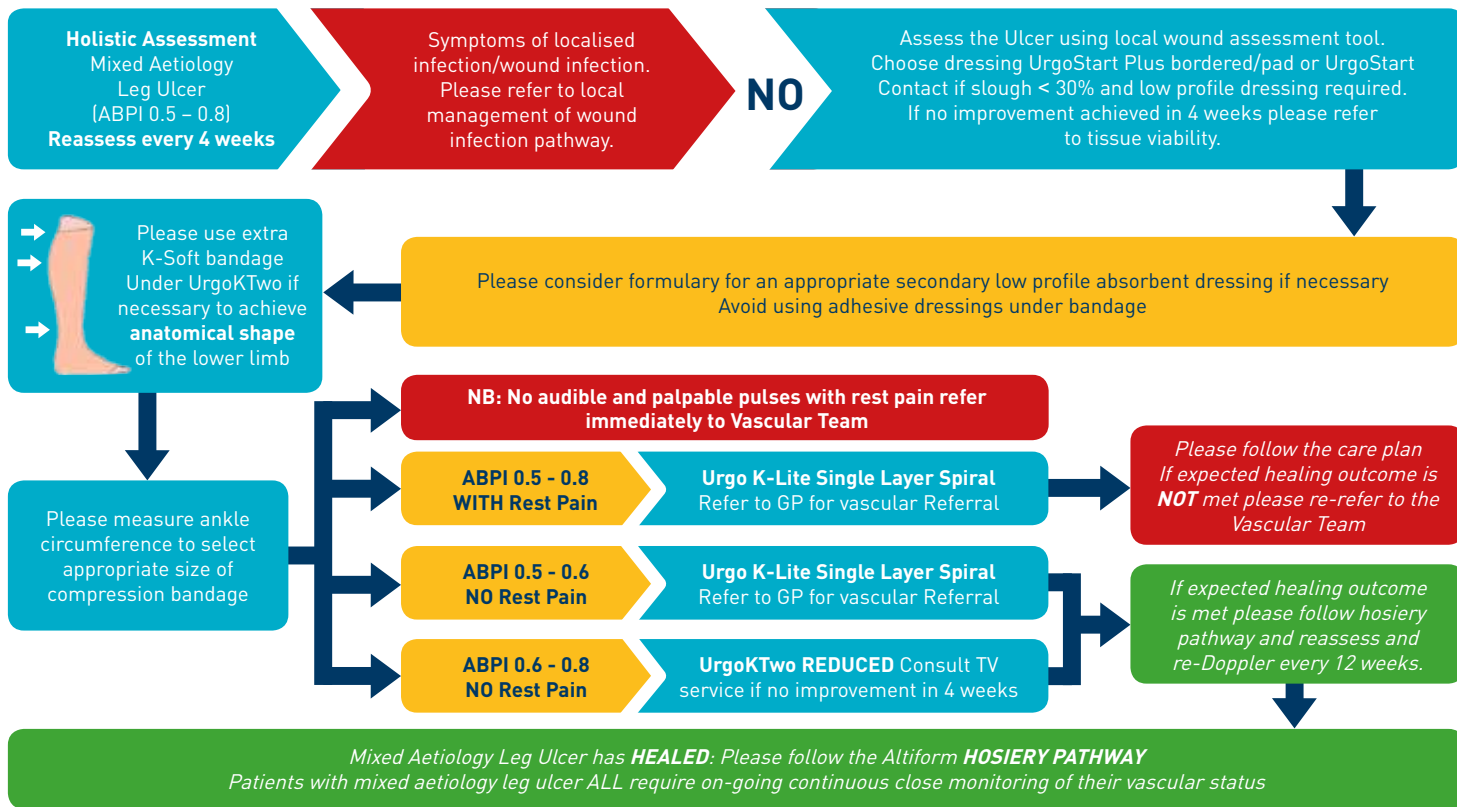 Holistic Assessment
Mixed Aetiology
Leg Ulcer
(ABPI 0.5 – 0.8)
Reassess every 4 weeks
Symptoms of localised
infection/wound infection.
Please refer to local
management of wound
infection pathway.
NO
Assess the Ulcer using local wound assessment tool.
Choose dressing UrgoStart Plus bordered/pad or UrgoStart
Contact if slough < 30% and low profile dressing required.
If no improvement achieved in 4 weeks please refer
to tissue viability.
Please use extra
K-Soft bandage
Under UrgoKTwo if
necessary to achieve
anatomical shape
of the lower limb
Please consider formulary for an appropriate secondary low profile absorbent dressing if necessary
Avoid using adhesive dressings under bandage
Please measure ankle
circumference to select
appropriate size of
compression bandage
NB: No audible and palpable pulses with rest pain refer
immediately to Vascular Team
ABPI 0.5 - 0.8
WITH Rest Pain
Urgo K-Lite Single Layer Spiral
Refer to GP for vascular Referral
Please follow the care plan
If expected healing outcome is
NOT met please re-refer to the
Vascular Team
ABPI 0.5 - 0.6
NO Rest Pain
Urgo K-Lite Single Layer Spiral
Refer to GP for vascular Referral
ABPI 0.6 - 0.8
NO Rest Pain
UrgoKTwo REDUCED Consult TV
service if no improvement in 4 weeks
If expected healing outcome
is met please follow hosiery
pathway and reassess and
re-Doppler every 12 weeks.
Mixed Aetiology Leg Ulcer has HEALED: Please follow the Altiform HOSIERY PATHWAY
Patients with mixed aetiology leg ulcer ALL require on-going continuous close monitoring of their vascular status